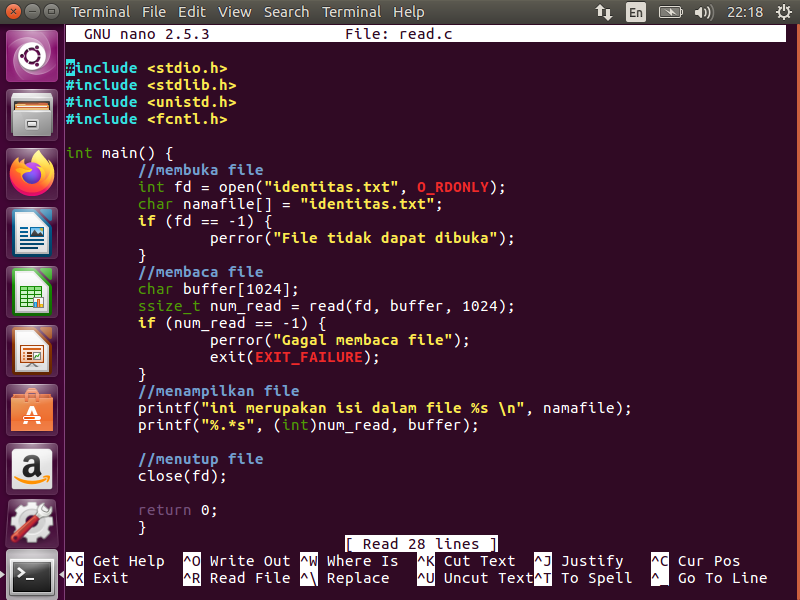 Terminal File Edit View Search Terminal Help En 22:18
GNU nano 2.5.3 File: read.c
#include <stdio.h>
#include <stdlib.h>
#include <unistd.h>
#include <fcntl.h>
int main() {
//membuka file
int fd = open("identitas.txt", O_RDONLY);
char namafile[] = "identitas.txt";
if (fd == -1) {
perror("File tidak dapat dibuka");
}
//membaca file
char buffer[1024];
ssize_t num_read = read(fd, buffer, 1024);
if (num_read == -1) {
perror("Gagal membaca file");
exit(EXIT_FAILURE);
}
//menampilkan file
printf("ini merupakan isi dalam file %s \n", namafile);
printf("%.*s", (int)num_read, buffer);
//menutup file
close(fd);
return 0;
}
[ Read 28 lines ]
^G Get Help ^O Write Out ^W Where Is ^K Cut Text ^J Justify ^C Cur Pos
^X Exit ^R Read File ^\ Replace ^U Uncut Text ^T To Spell ^_ Go To Line